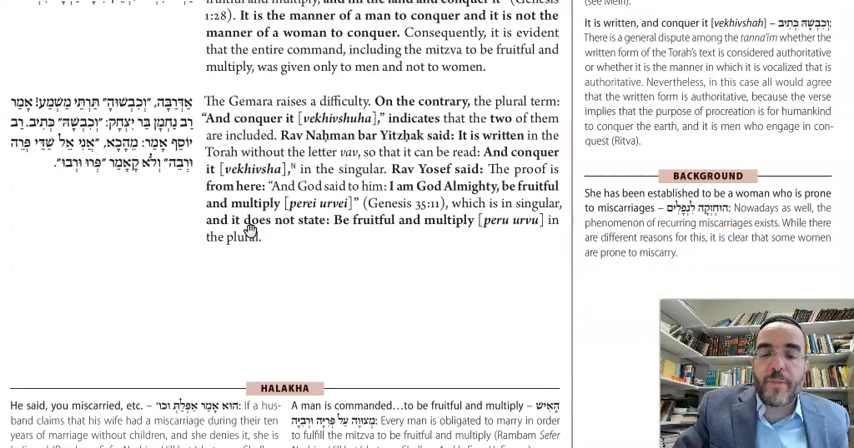 fruitful and multiply, and fill the land and conquer it" (Genesis
1:28). It is the manner of a man to conquer and it is not the
manner of a woman to conquer. Consequently, it is evident
that the entire command, including the mitzva to be fruitful and
multiply, was given only to men and not to women.
אַדְּרַבָּה, "וְכִבְשׁוּהָ" תַּרְתֵּי מַשְׁמַע! אָמַר
רַב נַחְמָן בַּר יִצְחָק: "וְכִבְשָׁהּ" כְּתִיב. רַב
יוֹסֵף אָמַר: מֵהָכָא, "אֲנִי אֵל שַׁדַּי פְּרֵה
וּרְבֵה" וְלֹא קָאָמַר "פְּרוּ וּרְבוּ".
The Gemara raises a difficulty. On the contrary, the plural term:
"And conquer it [vekhivshuha]," indicates that the two of them
are included. Rav Naḥman bar Yitzḥak said: It is written in the
Torah without the letter vav, so that it can be read: And conquer
it [vekhivsha],ᴺ in the singular. Rav Yosef said: The proof is
from here: "And God said to him: I am God Almighty, be fruitful
and multiply [perei urvei]" (Genesis 35:11), which is in singular,
and it does not state: Be fruitful and multiply [peru urvu] in
the plural.
(see Meiri).
It is written, and conquer it [vekhivshah] – וְכִבְשָׁהּ כְּתִיב:
There is a general dispute among the tanna'im whether the
written form of the Torah's text is considered authoritative
or whether it is the manner in which it is vocalized that is
authoritative. Nevertheless, in this case all would agree
that the written form is authoritative, because the verse
implies that the purpose of procreation is for humankind
to conquer the earth, and it is men who engage in con-
quest (Ritva).
BACKGROUND
She has been established to be a woman who is prone
to miscarriages – הוּחְזְקָה לִנְפָלִים: Nowadays as well, the
phenomenon of recurring miscarriages exists. While there
are different reasons for this, it is clear that some women
are prone to miscarry.
HALAKHA
He said, you miscarried, etc. – הוּא אָמַר אַפֵּלְתְּ וכו': If a hus-
band claims that his wife had a miscarriage during their ten
years of marriage without children, and she denies it, she is
A man is commanded…to be fruitful and multiply – הָאִישׁ
מְצֻוֶּוה עַל פְּרִיָּה וּרְבִיָּה: Every man is obligated to marry in order
to fulfill the mitzva to be fruitful and multiply (Rambam Sefer